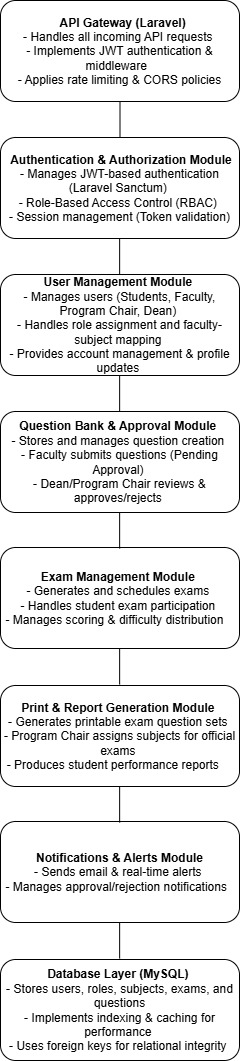 API Gateway (Laravel)
- Handles all incoming API requests
- Implements JWT authentication &
middleware
- Applies rate limiting & CORS policies
Authentication & Authorization Module
- Manages JWT-based authentication
(Laravel Sanctum)
- Role-Based Access Control (RBAC)
- Session management (Token validation)
User Management Module
- Manages users (Students, Faculty,
Program Chair, Dean)
- Handles role assignment and faculty-
subject mapping
- Provides account management & profile
updates
Question Bank & Approval Module
- Stores and manages question creation
- Faculty submits questions (Pending
Approval)
- Dean/Program Chair reviews &
approves/rejects
Exam Management Module
- Generates and schedules exams
- Handles student exam participation
- Manages scoring & difficulty distribution
Print & Report Generation Module
- Generates printable exam question sets
- Program Chair assigns subjects for official
exams
- Produces student performance reports
Notifications & Alerts Module
- Sends email & real-time alerts
- Manages approval/rejection notifications
Database Layer (MySQL)
- Stores users, roles, subjects, exams, and
questions
- Implements indexing & caching for
performance
- Uses foreign keys for relational integrity